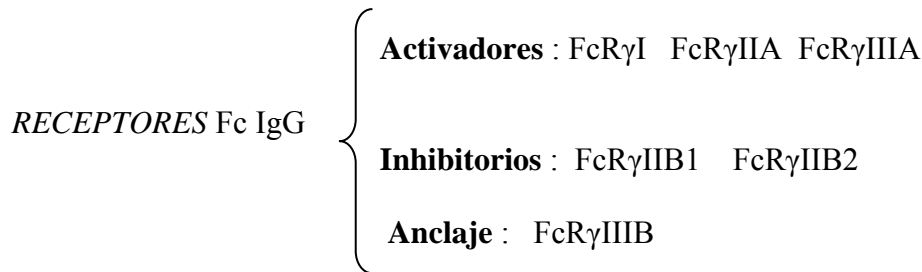 Activadores : FcRγI FcRγIIA FcRγIIIA
RECEPTORES Fc IgG
Inhibitorios : FcRγIIB1 FcRγIIB2
Anclaje : FcRγIIIB